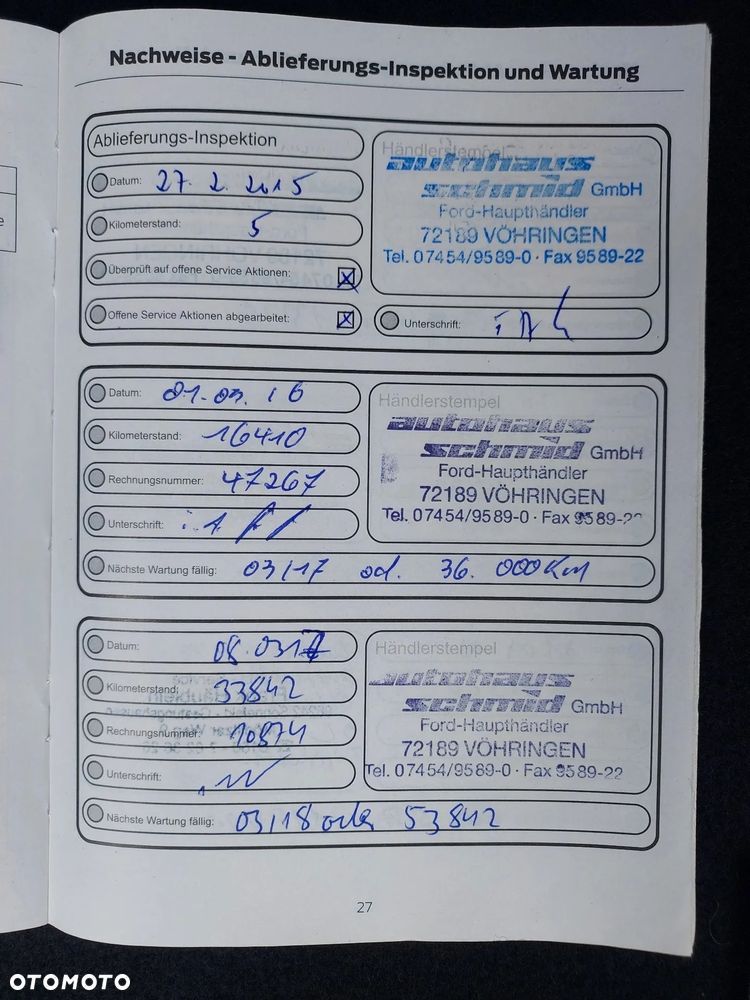 Nachweise - Ablieferungs-Inspektion und Wartung
Ablieferungs-Inspektion
Datum: 27. 2. 2015
Kilometerstand: 5
Überprüft auf offene Service Aktionen: X
Offene Service Aktionen abgearbeitet: X
Händlerstempel
autohaus
schmid GmbH
Ford-Haupthändler
72189 VÖHRINGEN
Tel. 07454/9589-0 · Fax 9589-22
Unterschrift:
Datum: 01.03.16
Kilometerstand: 16410
Rechnungsnummer: 47267
Unterschrift:
Händlerstempel
autohaus
schmid GmbH
Ford-Haupthändler
72189 VÖHRINGEN
Tel. 07454/9589-0 · Fax 9589-22
Nächste Wartung fällig: 03/17 od. 36.000 Km
Datum: 08.0317
Kilometerstand: 33842
Rechnungsnummer: 10874
Unterschrift:
Händlerstempel
autohaus
schmid GmbH
Ford-Haupthändler
72189 VÖHRINGEN
Tel. 07454/9589-0 · Fax 9589-22
Nächste Wartung fällig: 03/18 oder 53842
27
OTOMOTO